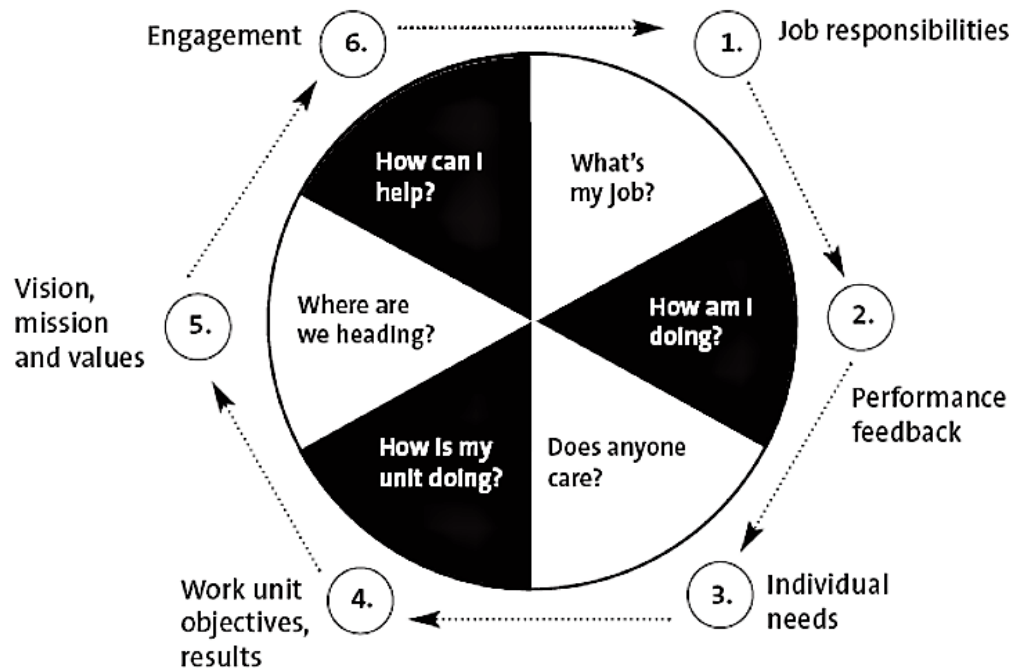 Engagement
6.
1.
Job responsibilities
How can I
help?
What's
my Job?
Vision,
mission
and values
5.
Where are
we heading?
How am I
doing?
2.
Performance
feedback
How is my
unit doing?
Does anyone
care?
Work unit
objectives,
results
4.
3.
Individual
needs